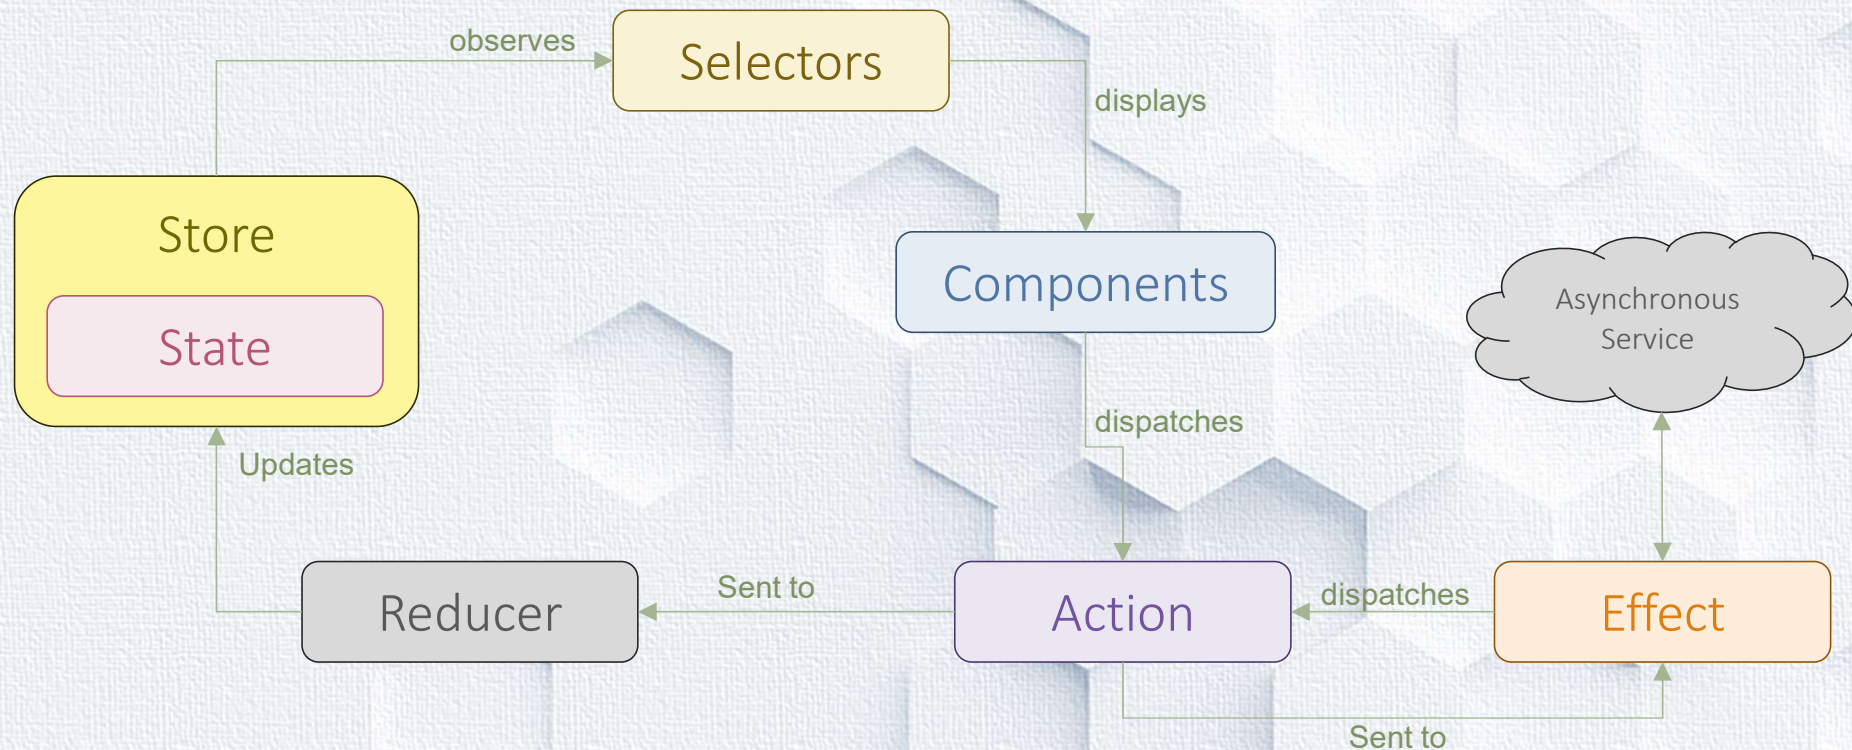 observes
Selectors
displays
Store
State
Components
Asynchronous
Service
dispatches
Updates
Reducer
Sent to
Action
dispatches
Effect
Sent to